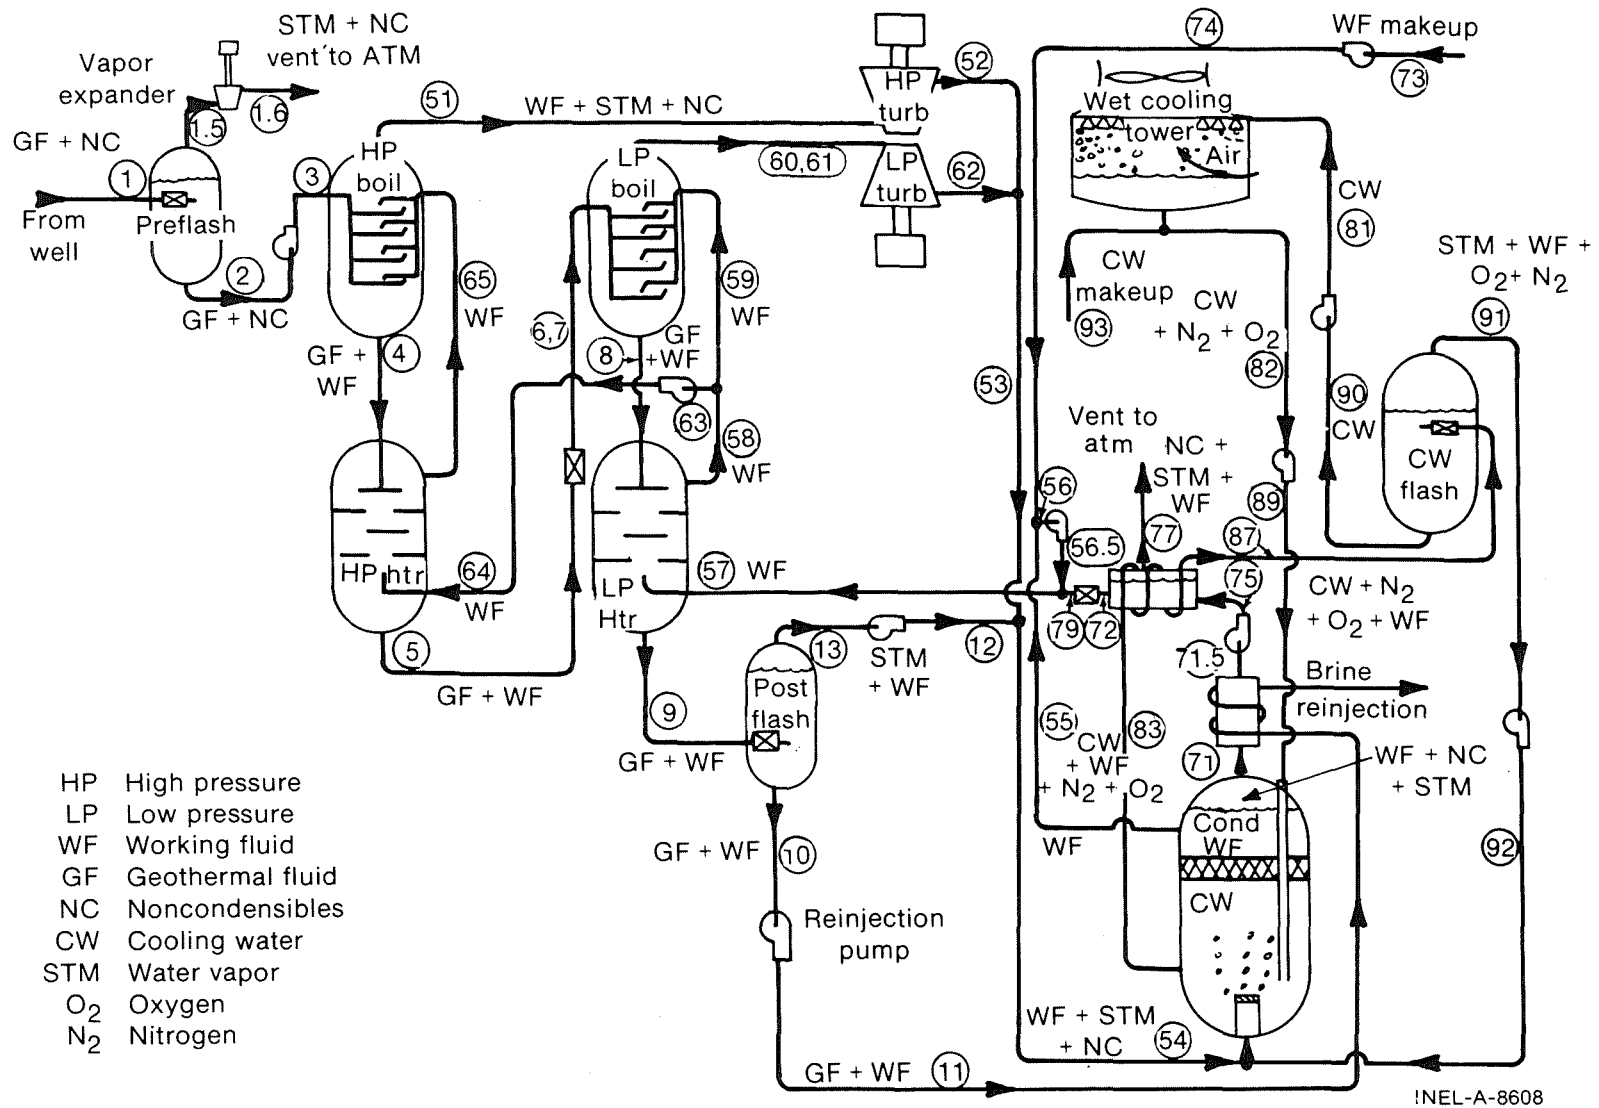 STM + NC
vent to ATM
Vapor
expander
1.5
1.6
GF + NC
1
From
well
Preflash
2
GF + NC
3
HP
boil
51
WF + STM + NC
65
WF
GF +
WF
4
HP htr
64
WF
5
GF + WF
6,7
LP
boil
60,61
59
WF
8
GF
+WF
63
58
WF
LP
Htr
57
WF
9
GF + WF
HP
turb
52
LP
turb
62
53
74
WF makeup
73
Wet cooling
tower
Air
CW
makeup
93
CW
+ N2 + O2
82
CW
81
STM + WF +
O2 + N2
91
90
CW
CW
flash
Vent to
atm
NC +
STM +
WF
77
56
56.5
89
87
75
CW + N2
+ O2 + WF
79
72
71.5
Brine
reinjection
13
STM
+ WF
12
Post
flash
55
83
CW
+ WF
+ N2 + O2
71
WF + NC
+ STM
WF
Cond
WF
CW
92
GF + WF
10
Reinjection
pump
WF + STM
+ NC
54
GF + WF
11
HP High pressure
LP Low pressure
WF Working fluid
GF Geothermal fluid
NC Noncondensibles
CW Cooling water
STM Water vapor
O2 Oxygen
N2 Nitrogen
INEL-A-8608